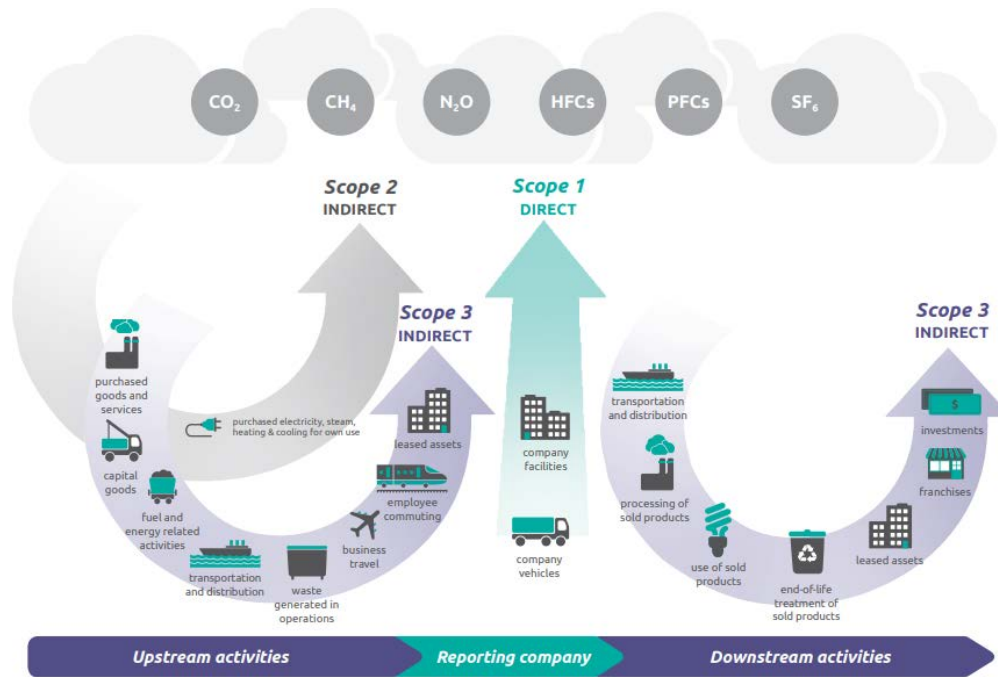 CO₂
CH₄
N₂O
HFCs
PFCs
SF₆
Scope 2
INDIRECT
Scope 1
DIRECT
Scope 3
INDIRECT
Scope 3
INDIRECT
purchased
goods and
services
capital
goods
fuel and
energy related
activities
purchased electricity, steam,
heating & cooling for own use
transportation
and distribution
waste
generated in
operations
business
travel
employee
commuting
leased assets
company
facilities
company
vehicles
transportation
and distribution
processing of
sold products
use of sold
products
end-of-life
treatment of
sold products
leased assets
franchises
$
investments
Upstream activities
Reporting company
Downstream activities